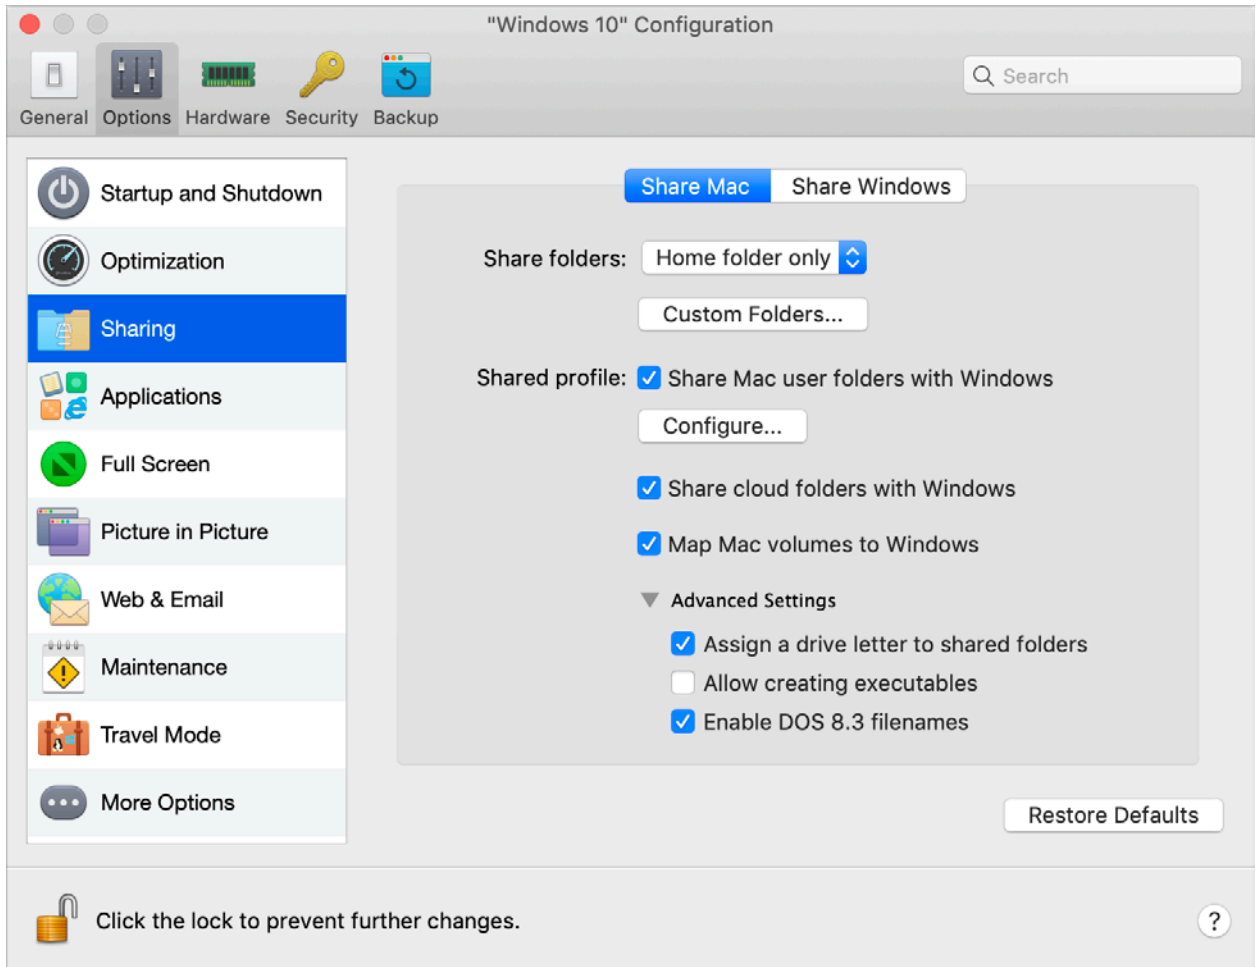 "Windows 10" Configuration
General Options Hardware Security Backup
Search
Startup and Shutdown
Optimization
Sharing
Applications
Full Screen
Picture in Picture
Web & Email
Maintenance
Travel Mode
More Options
Share Mac Share Windows
Share folders: Home folder only
Custom Folders...
Shared profile: Share Mac user folders with Windows
Configure...
Share cloud folders with Windows
Map Mac volumes to Windows
Advanced Settings
Assign a drive letter to shared folders
Allow creating executables
Enable DOS 8.3 filenames
Restore Defaults
Click the lock to prevent further changes.
?